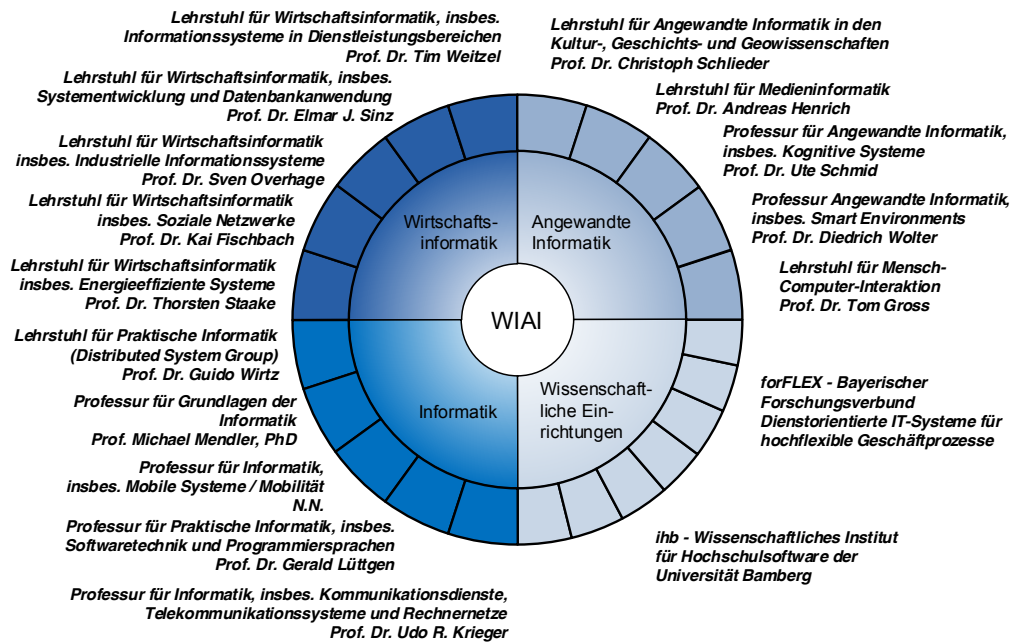 Lehrstuhl für Wirtschaftsinformatik, insbes.
Informationssysteme in Dienstleistungsbereichen
Prof. Dr. Tim Weitzel
Lehrstuhl für Wirtschaftsinformatik, insbes.
Systementwicklung und Datenbankanwendung
Prof. Dr. Elmar J. Sinz
Lehrstuhl für Wirtschaftsinformatik
insbes. Industrielle Informationssysteme
Prof. Dr. Sven Overhage
Lehrstuhl für Wirtschaftsinformatik
insbes. Soziale Netzwerke
Prof. Dr. Kai Fischbach
Lehrstuhl für Wirtschaftsinformatik
insbes. Energieeffiziente Systeme
Prof. Dr. Thorsten Staake
Lehrstuhl für Praktische Informatik
(Distributed System Group)
Prof. Dr. Guido Wirtz
Professur für Grundlagen der
Informatik
Prof. Michael Mendler, PhD
Professur für Informatik,
insbes. Mobile Systeme / Mobilität
N.N.
Professur für Praktische Informatik, insbes.
Softwaretechnik und Programmiersprachen
Prof. Dr. Gerald Lüttgen
Professur für Informatik, insbes. Kommunikationsdienste,
Telekommunikationssysteme und Rechnernetze
Prof. Dr. Udo R. Krieger
Wirtschafts-
informatik
Angewandte
Informatik
WIAI
Informatik
Wissenschaft-
liche Ein-
richtungen
Lehrstuhl für Angewandte Informatik in den
Kultur-, Geschichts- und Geowissenschaften
Prof. Dr. Christoph Schlieder
Lehrstuhl für Medieninformatik
Prof. Dr. Andreas Henrich
Professur für Angewandte Informatik,
insbes. Kognitive Systeme
Prof. Dr. Ute Schmid
Professur Angewandte Informatik,
insbes. Smart Environments
Prof. Dr. Diedrich Wolter
Lehrstuhl für Mensch-
Computer-Interaktion
Prof. Dr. Tom Gross
forFLEX - Bayerischer
Forschungsverbund
Dienstorientierte IT-Systeme für
hochflexible Geschäftprozesse
ihb - Wissenschaftliches Institut
für Hochschulsoftware der
Universität Bamberg